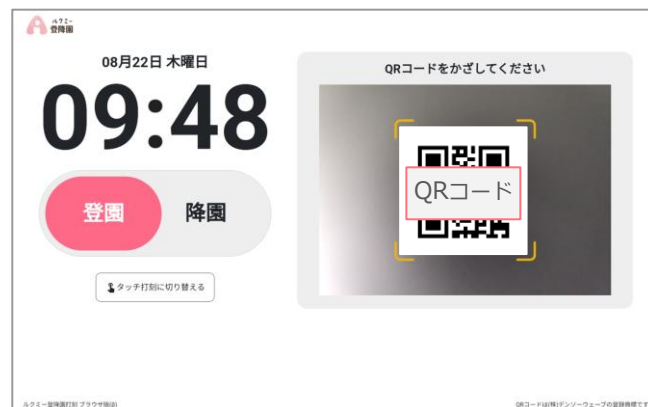 ルクミー
登降園
08月22日 木曜日
09:48
登園 降園
タッチ打刻に切り替える
QRコードをかざしてください
QRコード
ルクミー登降園打刻 ブラウザ版(β)
QRコードは(株)デンソーウェーブの登録商標です